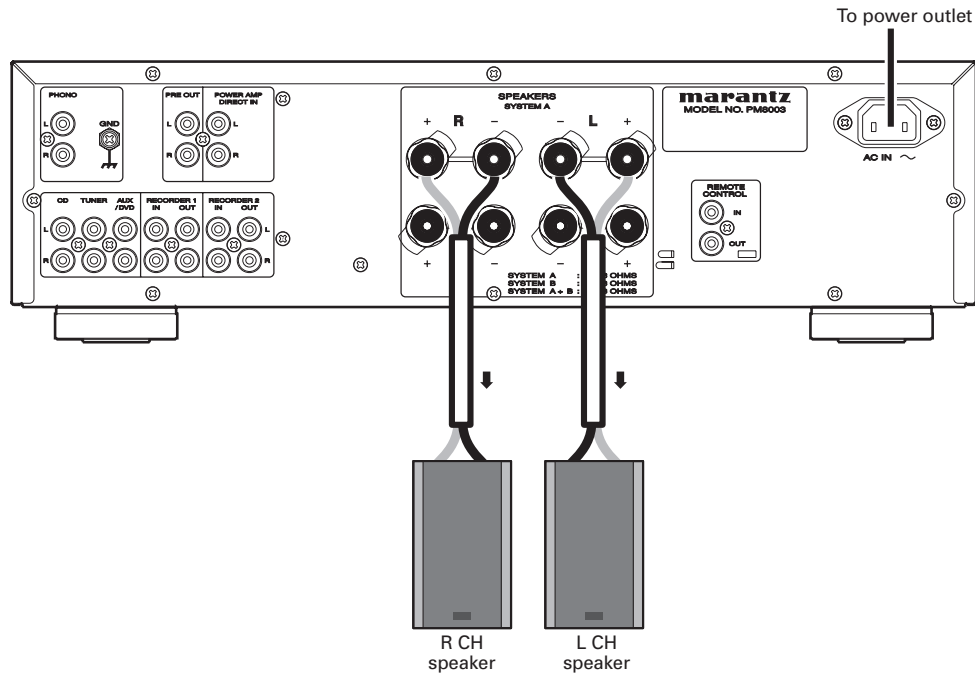 To power outlet
PHONO
L
R
GND
PRE OUT
POWER AMP
DIRECT IN
L
R
SPEAKERS
SYSTEM A
+ R - - L +
marantz
MODEL NO. PM8003
AC IN ~
CD TUNER AUX
/DVD
RECORDER 1
IN OUT
RECORDER 2
IN OUT
L
R
+ - - +
SYSTEM A :
OHMS
SYSTEM B :
OHMS
SYSTEM A + B :
OHMS
REMOTE
CONTROL
IN
OUT
R CH
speaker
L CH
speaker